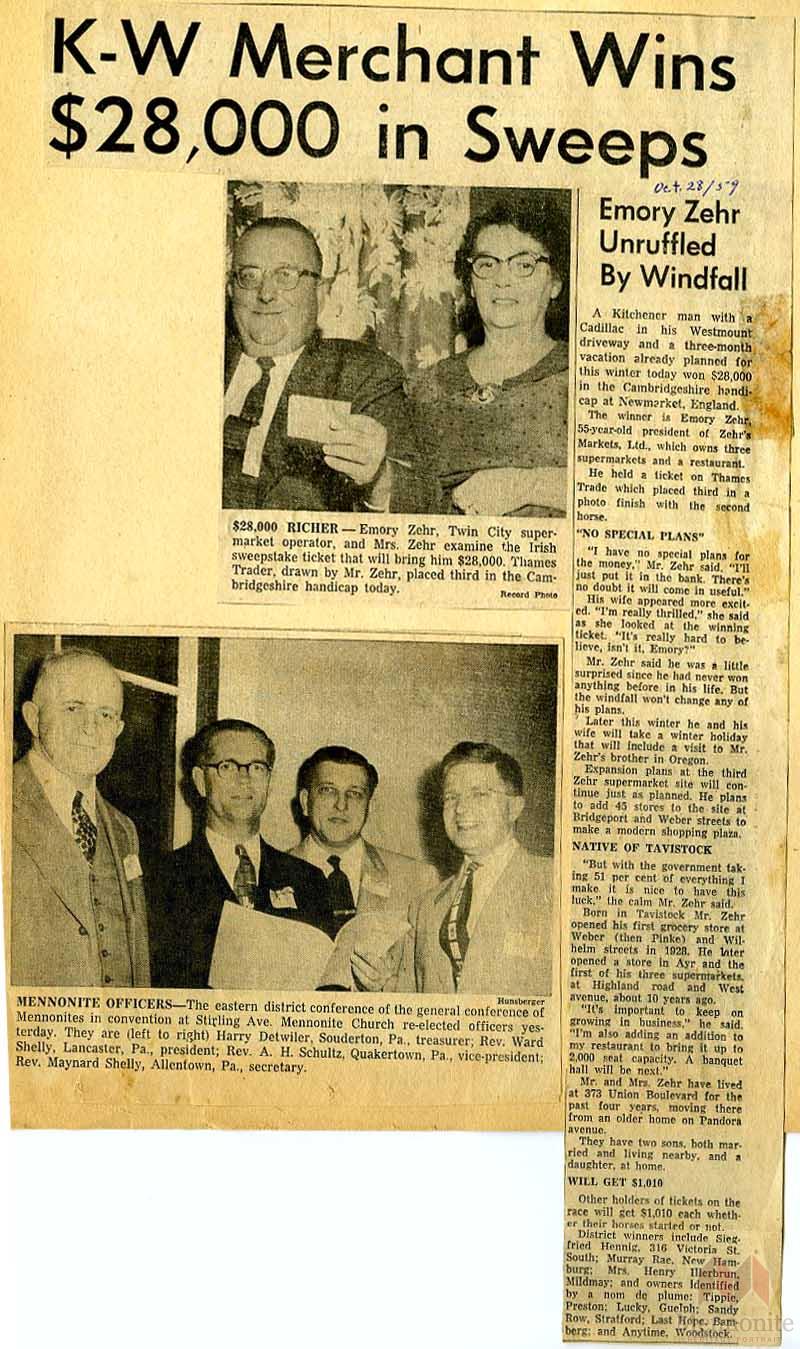 K-W Merchant Wins
$28,000 in Sweeps
Oct. 28/59
Emory Zehr
Unruffled
By Windfall
A Kitchener man with a
Cadillac in his Westmount
driveway and a three-month
vacation already planned for
this winter today won $28,000
in the Cambridgeshire handi-
cap at Newmarket, England.
The winner is Emory Zehr,
55-year-old president of Zehr's
Markets, Ltd., which owns three
supermarkets and a restaurant.
He held a ticket on Thames
Trade which placed third in a
photo finish with the second
horse.
"NO SPECIAL PLANS"
"I have no special plans for
the money," Mr. Zehr said. "I'll
just put it in the bank. There's
no doubt it will come in useful."
His wife appeared more excit-
ed. "I'm really thrilled," she said
as she looked at the winning
ticket. "It's really hard to be-
lieve, isn't it, Emory?"
Mr. Zehr said he was a little
surprised since he had never won
anything before in his life. But
the windfall won't change any of
his plans.
Later this winter he and his
wife will take a winter holiday
that will include a visit to Mr.
Zehr's brother in Oregon.
Expansion plans at the third
Zehr supermarket site will con-
tinue just as planned. He plans
to add 45 stores to the site at
Bridgeport and Weber streets to
make a modern shopping plaza.
NATIVE OF TAVISTOCK
"But with the government tak-
ing 51 per cent of everything I
make it is nice to have this
luck," the calm Mr. Zehr said.
Born in Tavistock Mr. Zehr
opened his first grocery store at
Weber (then Pinke) and Wil-
helm streets in 1928. He later
opened a store in Ayr and the
first of his three supermarkets,
at Highland road and West
avenue, about 10 years ago.
"It's important to keep on
growing in business," he said.
"I'm also adding an addition to
my restaurant to bring it up to
2,000 seat capacity. A banquet
hall will be next."
Mr. and Mrs. Zehr have lived
at 373 Union Boulevard for the
past four years, moving there
from an older home on Pandora
avenue.
They have two sons, both mar-
ried and living nearby, and a
daughter, at home.
WILL GET $1,010
Other holders of tickets on the
race will get $1,010 each wheth-
er their horses started or not.
District winners include Sieg-
fried Hennig, 316 Victoria St.
South; Murray Rae, New Ham-
burg; Mrs. Henry Illerbrun,
Mildmay; and owners identified
by a nom de plume: Tippie,
Preston; Lucky, Guelph; Sandy
Row, Stratford; Last Hope, Bam-
berg; and Anytime, Woodstock.
$28,000 RICHER — Emory Zehr, Twin City super-
market operator, and Mrs. Zehr examine the Irish
sweepstake ticket that will bring him $28,000. Thames
Trader, drawn by Mr. Zehr, placed third in the Cam-
bridgeshire handicap today.
Record Photo
Hunsberger
MENNONITE OFFICERS—The eastern district conference of the general conference of
Mennonites in convention at Stirling Ave. Mennonite Church re-elected officers yes-
terday. They are (left to right) Harry Detwiler, Souderton, Pa., treasurer; Rev. Ward
Shelly, Lancaster, Pa., president; Rev. A. H. Schultz, Quakertown, Pa., vice-president;
Rev. Maynard Shelly, Allentown, Pa., secretary.